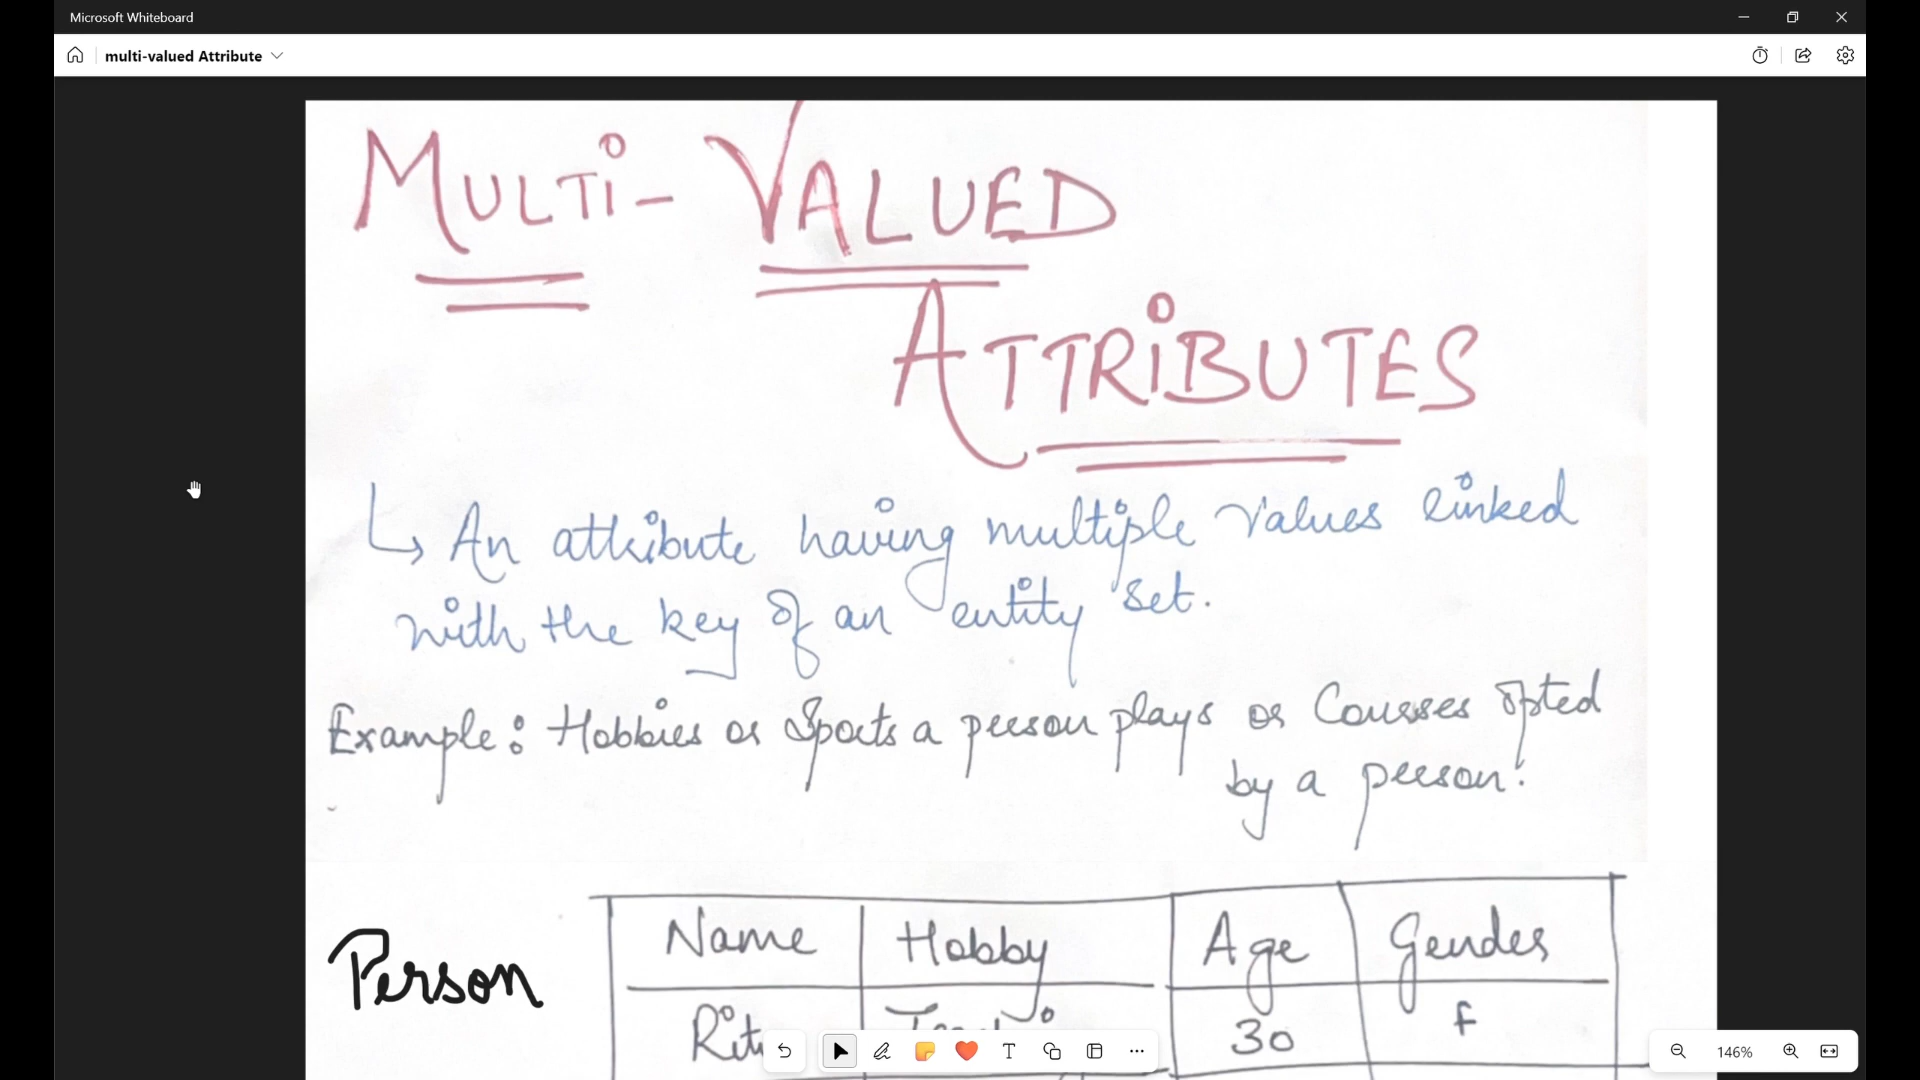 Microsoft Whiteboard
multi-valued Attribute
MULTi- VALUED
ATTRiBUTES
An attribute having multiple values linked
with the key of an entity set.
Example: Hobbies or Sports a person plays or Courses opted
by a person.
Person
Name Hobby Age Gender
30 F
146%